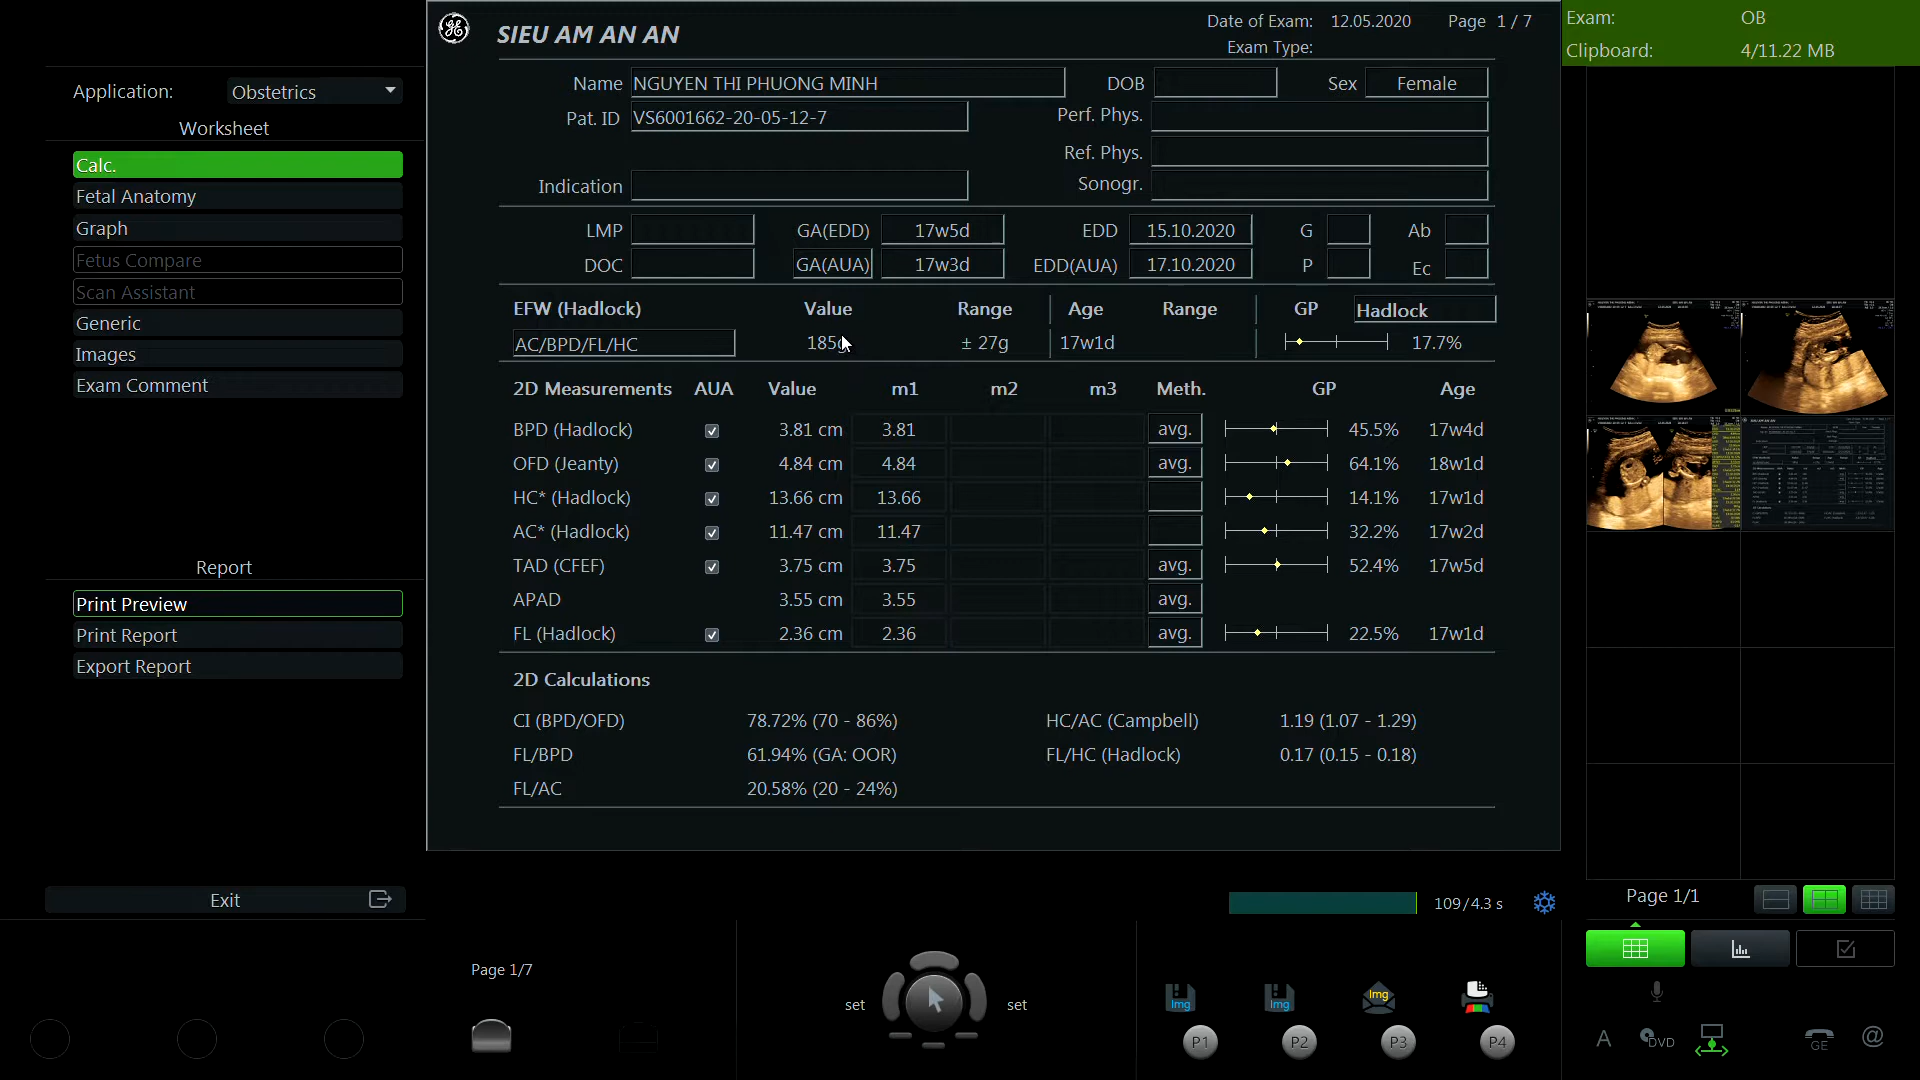 SIEU AM AN AN
Date of Exam: 12.05.2020 Page 1 / 7
Exam Type:
Exam: OB
Clipboard: 4/11.22 MB
Application: Obstetrics
Worksheet
Calc.
Fetal Anatomy
Graph
Fetus Compare
Scan Assistant
Generic
Images
Exam Comment
Report
Print Preview
Print Report
Export Report
Exit
Name NGUYEN THI PHUONG MINH DOB Sex Female
Pat. ID VS6001662-20-05-12-7 Perf. Phys.
Ref. Phys.
Indication Sonogr.
LMP GA(EDD) 17w5d EDD 15.10.2020 G Ab
DOC GA(AUA) 17w3d EDD(AUA) 17.10.2020 P Ec
EFW (Hadlock) Value Range Age Range GP Hadlock
AC/BPD/FL/HC 185g ± 27g 17w1d 17.7%
2D Measurements AUA Value m1 m2 m3 Meth. GP Age
BPD (Hadlock) 3.81 cm 3.81 avg. 45.5% 17w4d
OFD (Jeanty) 4.84 cm 4.84 avg. 64.1% 18w1d
HC* (Hadlock) 13.66 cm 13.66 14.1% 17w1d
AC* (Hadlock) 11.47 cm 11.47 32.2% 17w2d
TAD (CFEF) 3.75 cm 3.75 avg. 52.4% 17w5d
APAD 3.55 cm 3.55 avg.
FL (Hadlock) 2.36 cm 2.36 avg. 22.5% 17w1d
2D Calculations
CI (BPD/OFD) 78.72% (70 - 86%) HC/AC (Campbell) 1.19 (1.07 - 1.29)
FL/BPD 61.94% (GA: OOR) FL/HC (Hadlock) 0.17 (0.15 - 0.18)
FL/AC 20.58% (20 - 24%)
109/4.3 s
Page 1/1
Page 1/7
set set
Img Img Img
P1 P2 P3 P4
A DVD GE @